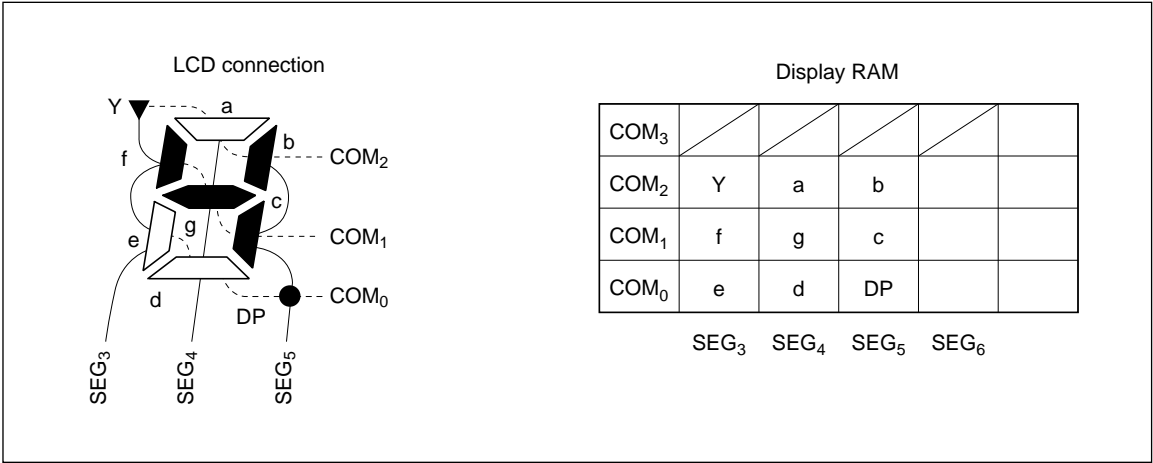 LCD connection
Y
a
b
f
COM2
g
c
COM1
e
d
DP
COM0
SEG3
SEG4
SEG5
Display RAM
COM3
COM2 Y a b
COM1 f g c
COM0 e d DP
SEG3 SEG4 SEG5 SEG6